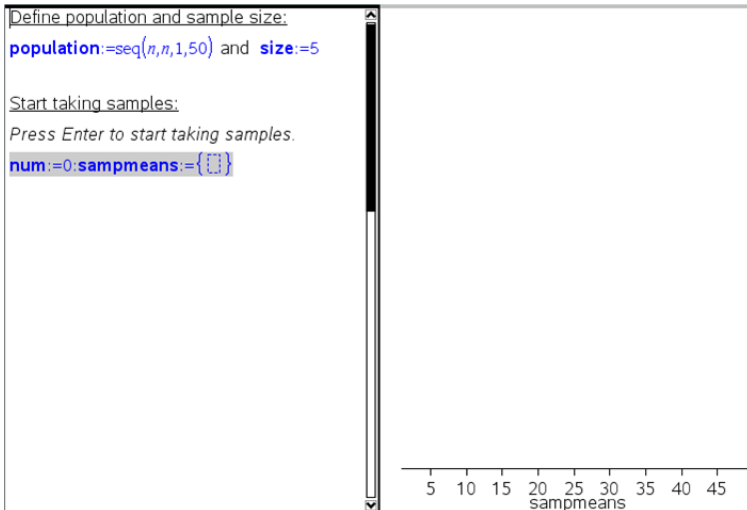 Define population and sample size:
population:=seq(n,n,1,50) and size:=5
Start taking samples:
Press Enter to start taking samples.
num:=0:sampmeans:={⬚}
5 10 15 20 25 30 35 40 45
sampmeans